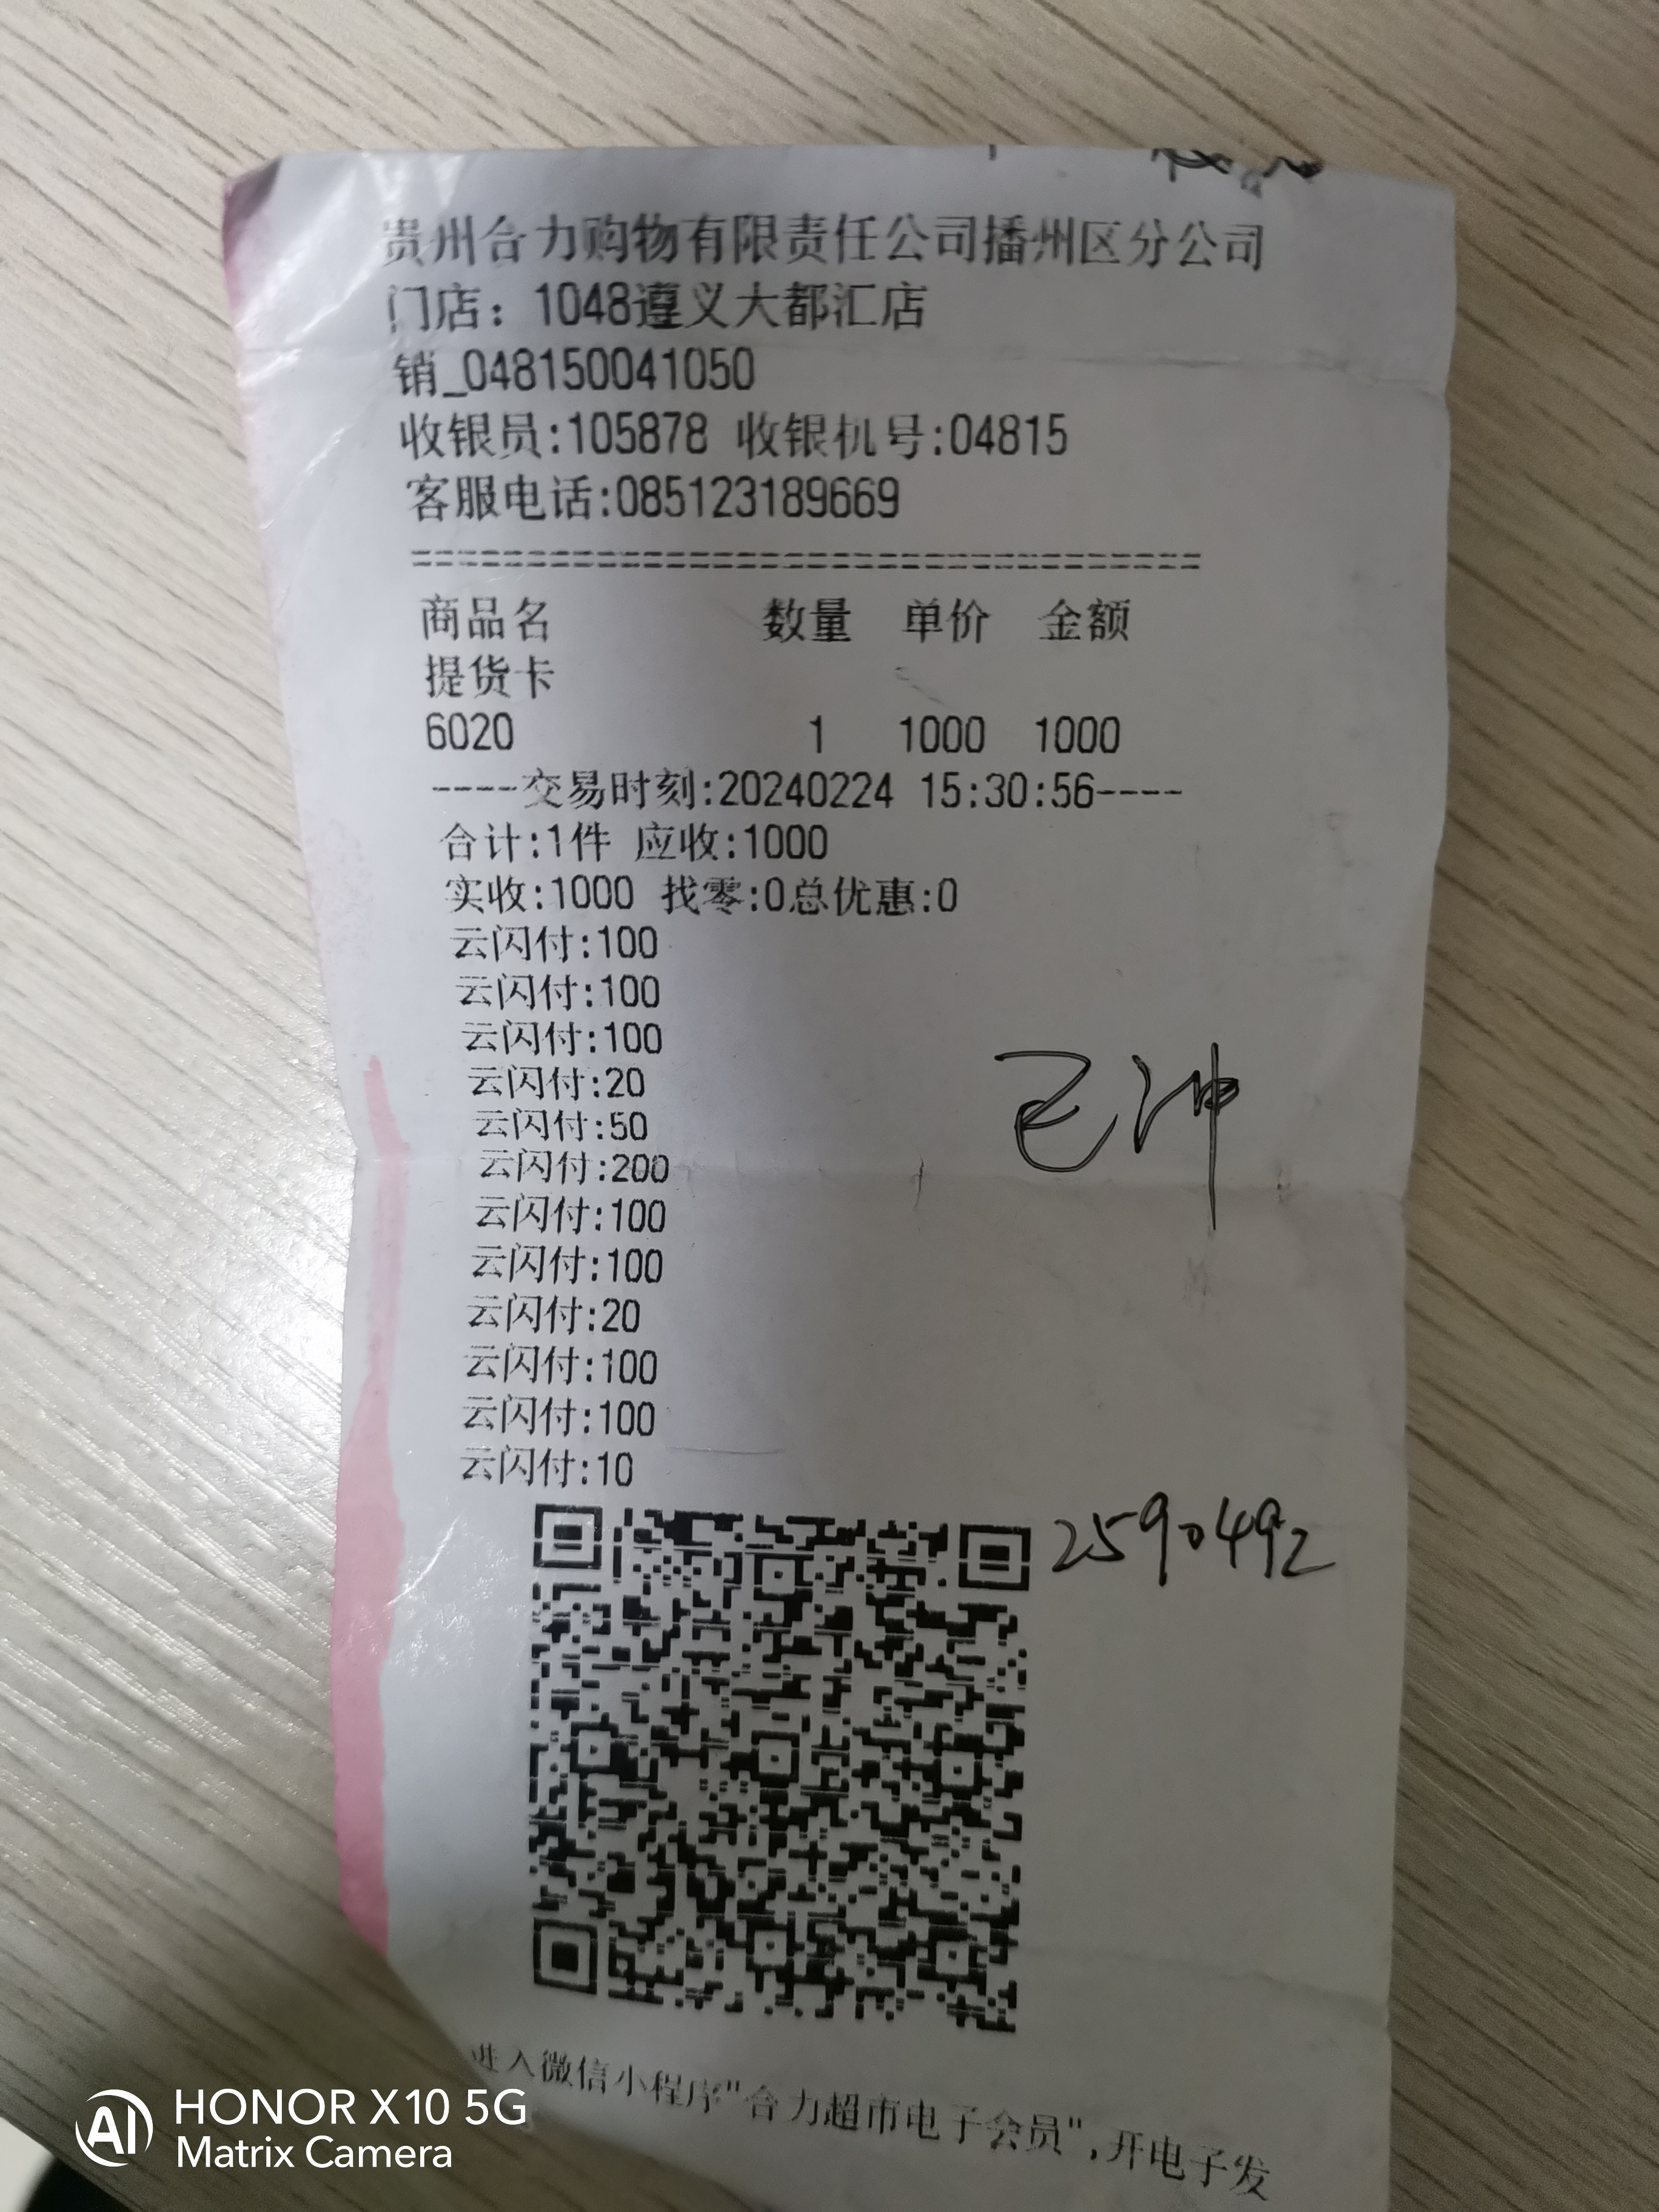 贵州合力购物有限责任公司播州区分公司
门店：1048遵义大都汇店
销_048150041050
收银员:105878 收银机号:04815
客服电话:085123189669
商品名 数量 单价 金额
提货卡
6020 1 1000 1000
----交易时刻:20240224 15:30:56----
合计:1件 应收:1000
实收:1000 找零:0总优惠:0
云闪付:100
云闪付:100
云闪付:100
云闪付:20
云闪付:50
云闪付:200
云闪付:100
云闪付:100
云闪付:20
云闪付:100
云闪付:100
云闪付:10
已冲
2590492
进入微信小程序"合力超市电子会员",开电子发
HONOR X10 5G
Matrix Camera
AI